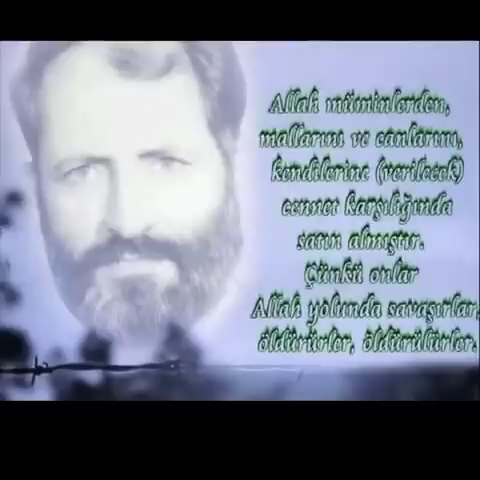 Allah müminlerden,
mallarını ve canlarını,
kendilerine (verilecek)
cennet karşılığında
satın almıştır.
Çünkü onlar
Allah yolunda savaşırlar,
öldürürler, öldürülürler.